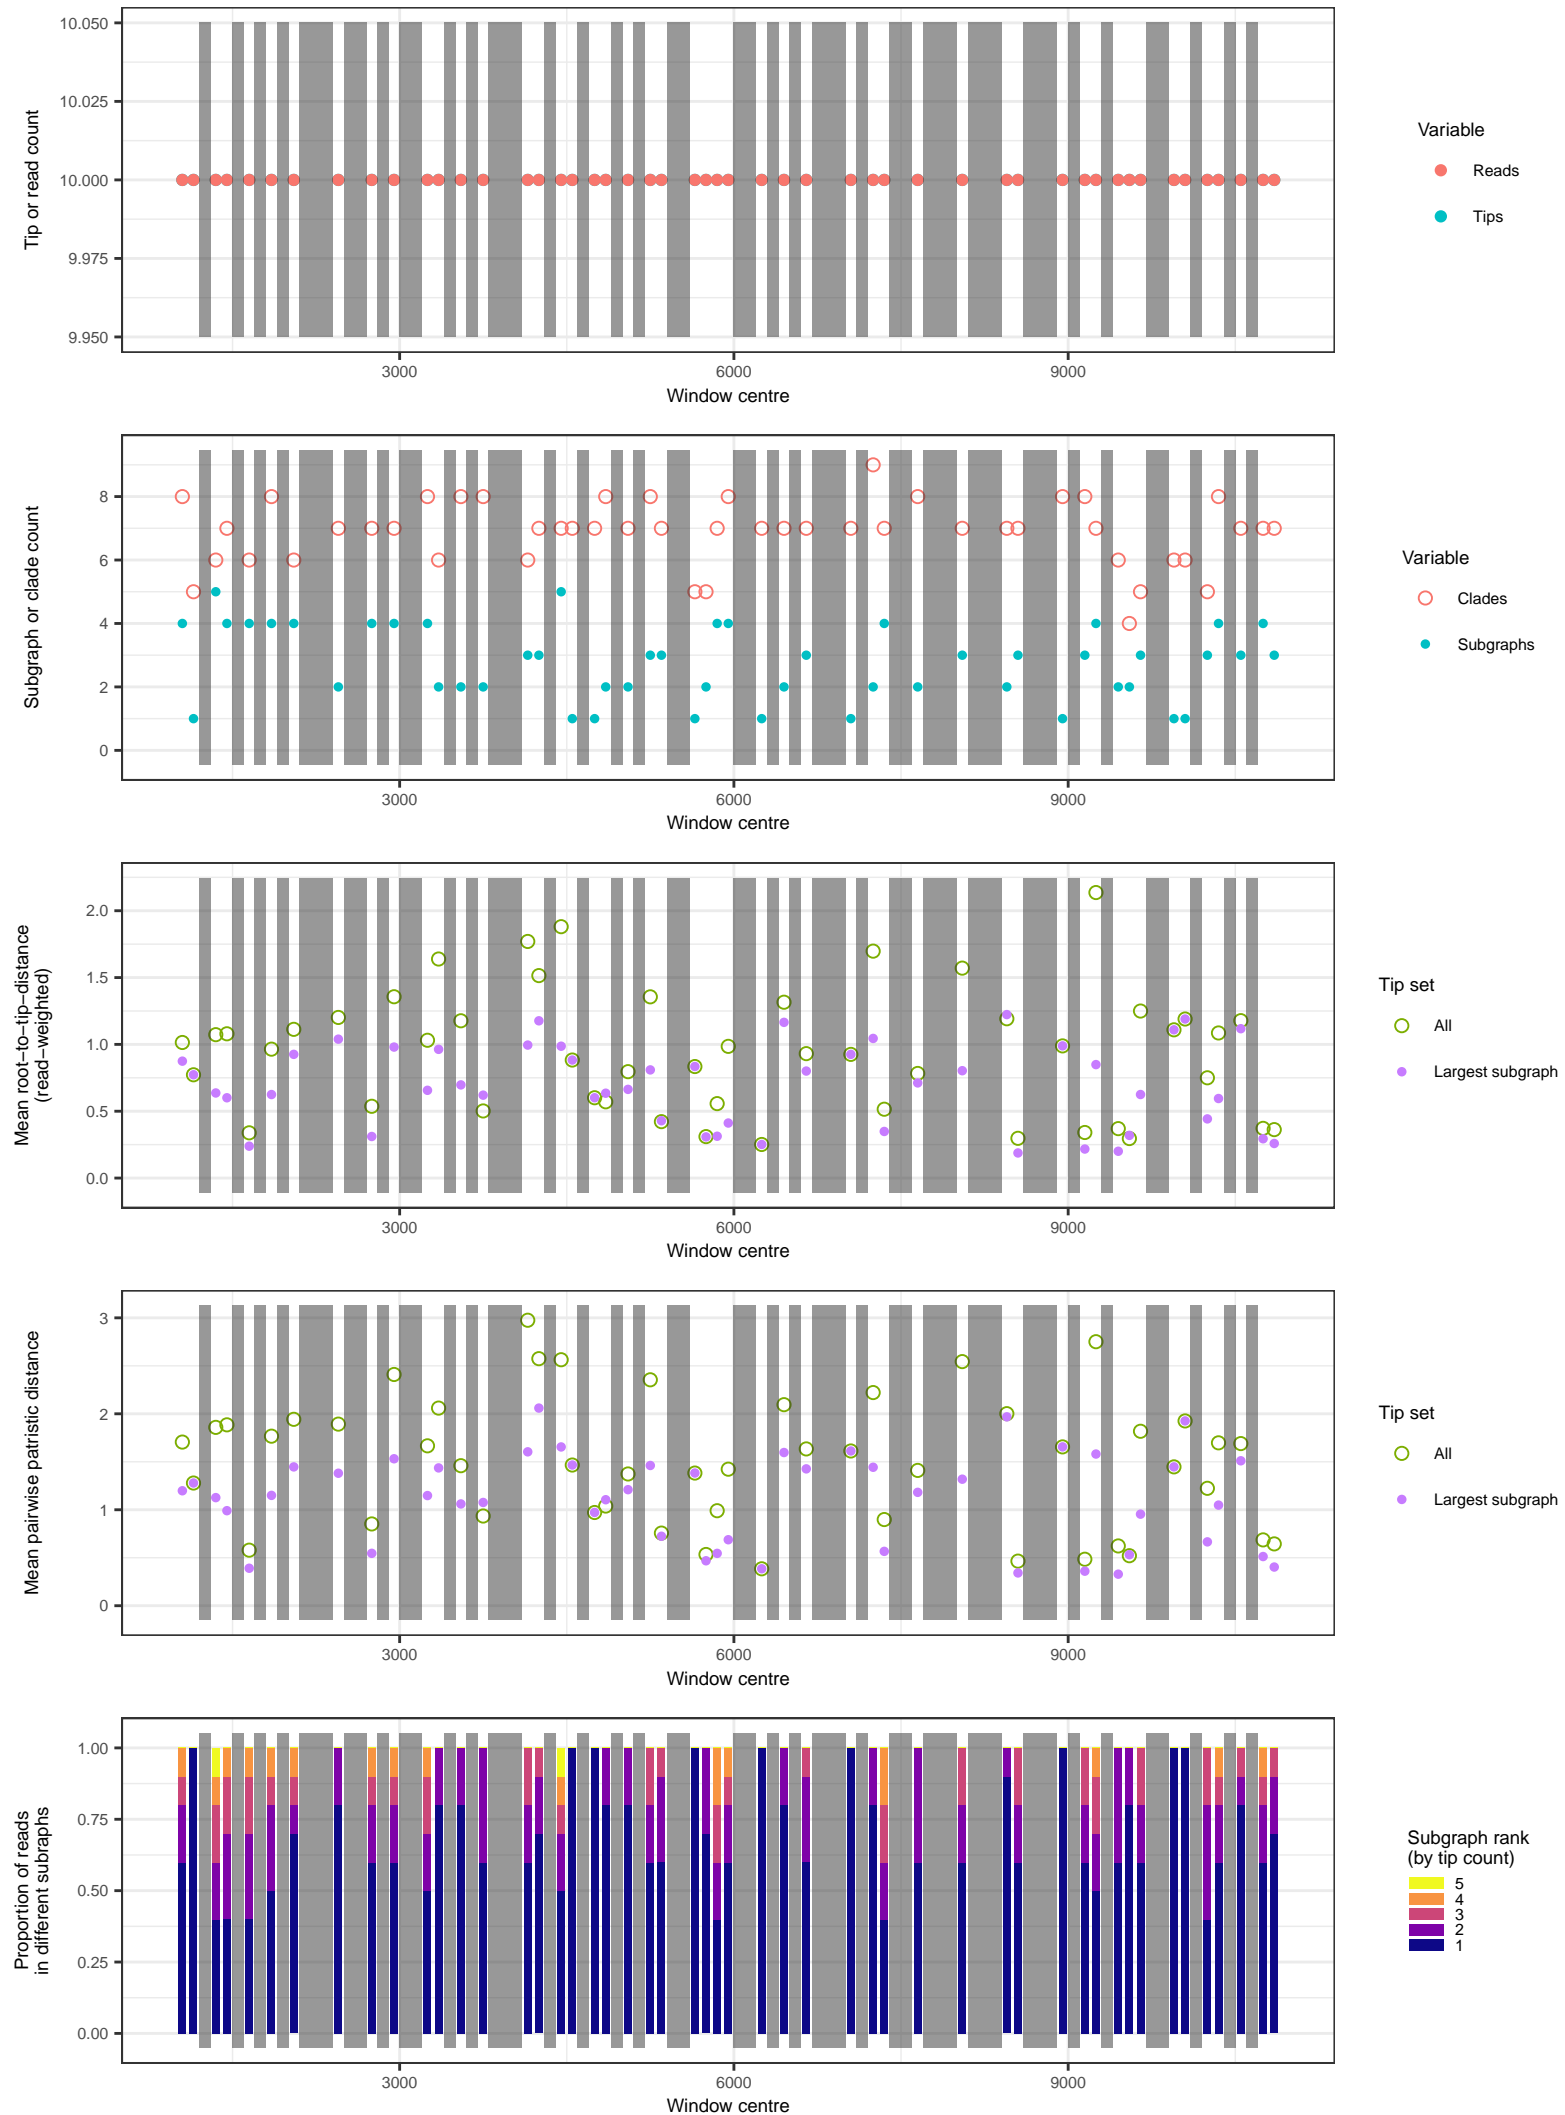 10.050
10.025
10.000
9.975
9.950
Tip or read count
3000
6000
9000
Window centre
Variable
Reads
Tips
8
6
4
2
0
Subgraph or clade count
3000
6000
9000
Window centre
Variable
Clades
Subgraphs
2.0
1.5
1.0
0.5
0.0
Mean root−to−tip−distance
(read−weighted)
3000
6000
9000
Window centre
Tip set
All
Largest subgraph
3
2
1
0
Mean pairwise patristic distance
3000
6000
9000
Window centre
Tip set
All
Largest subgraph
1.00
0.75
0.50
0.25
0.00
Proportion of reads
in different subraphs
3000
6000
9000
Window centre
Subgraph rank
(by tip count)
5
4
3
2
1